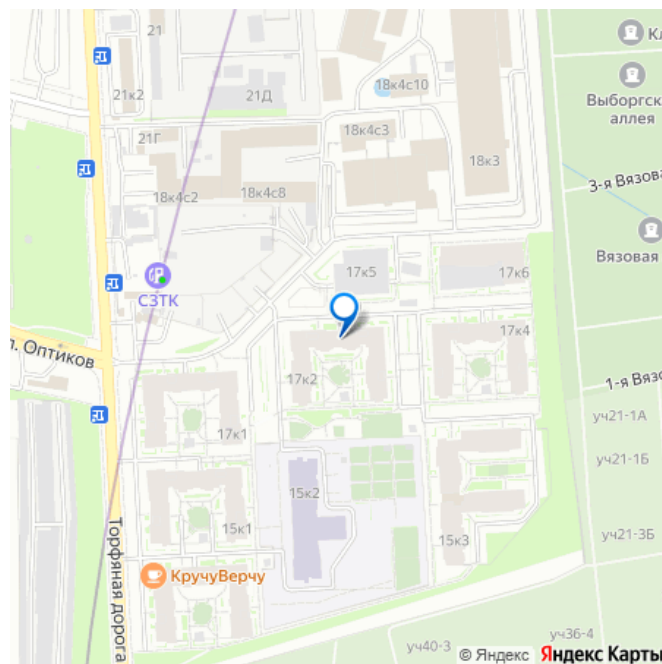 21
Кл
21к2
21Д
18к4с10
Выборгск
аллея
21Г
18к4с3
18к3
3-я Вязова
18к4с2
18к4с8
Вязовая
СЗТК
17к5
17к6
л. Оптиков
17к4
17к2
1-я Вязо
уч21-1А
17к1
уч21-1Б
15к2
15к1
15к3
уч21-3Б
Торфяная дорога
КручуВерчу
уч36-4
уч40-3
© Яндекс Яндекс Карты